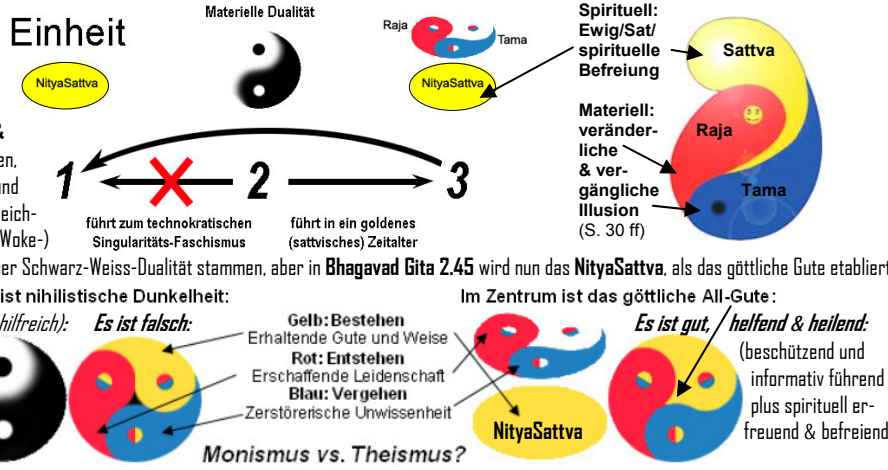 Einheit
Materielle Dualität
NityaSattva
Raja
Tama
NityaSattva
Spirituell:
Ewig/Sat/
spirituelle
Befreiung
Materiell:
veränder-
liche
& ver-
gängliche
Illusion
(S. 30 ff)
Sattva
Raja
Tama
&
en,
und
eich-
Woke-)
1
2
3
führt zum technokratischen
Singularitäts-Faschismus
führt in ein goldenes
(sattvisches) Zeitalter
ser Schwarz-Weiss-Dualität stammen, aber in Bhagavad Gita 2.45 wird nun das NityaSattva, als das göttliche Gute etabliert
ist nihilistische Dunkelheit:
hilfreich): Es ist falsch:
Gelb: Bestehen
Erhaltende Gute und Weise
Rot: Entstehen
Erschaffende Leidenschaft
Blau: Vergehen
Zerstörerische Unwissenheit
Monismus vs. Theismus?
Im Zentrum ist das göttliche All-Gute:
NityaSattva
Es ist gut, helfend & heilend:
(beschützend und
informativ führend
plus spirituell er-
freuend & befreiend